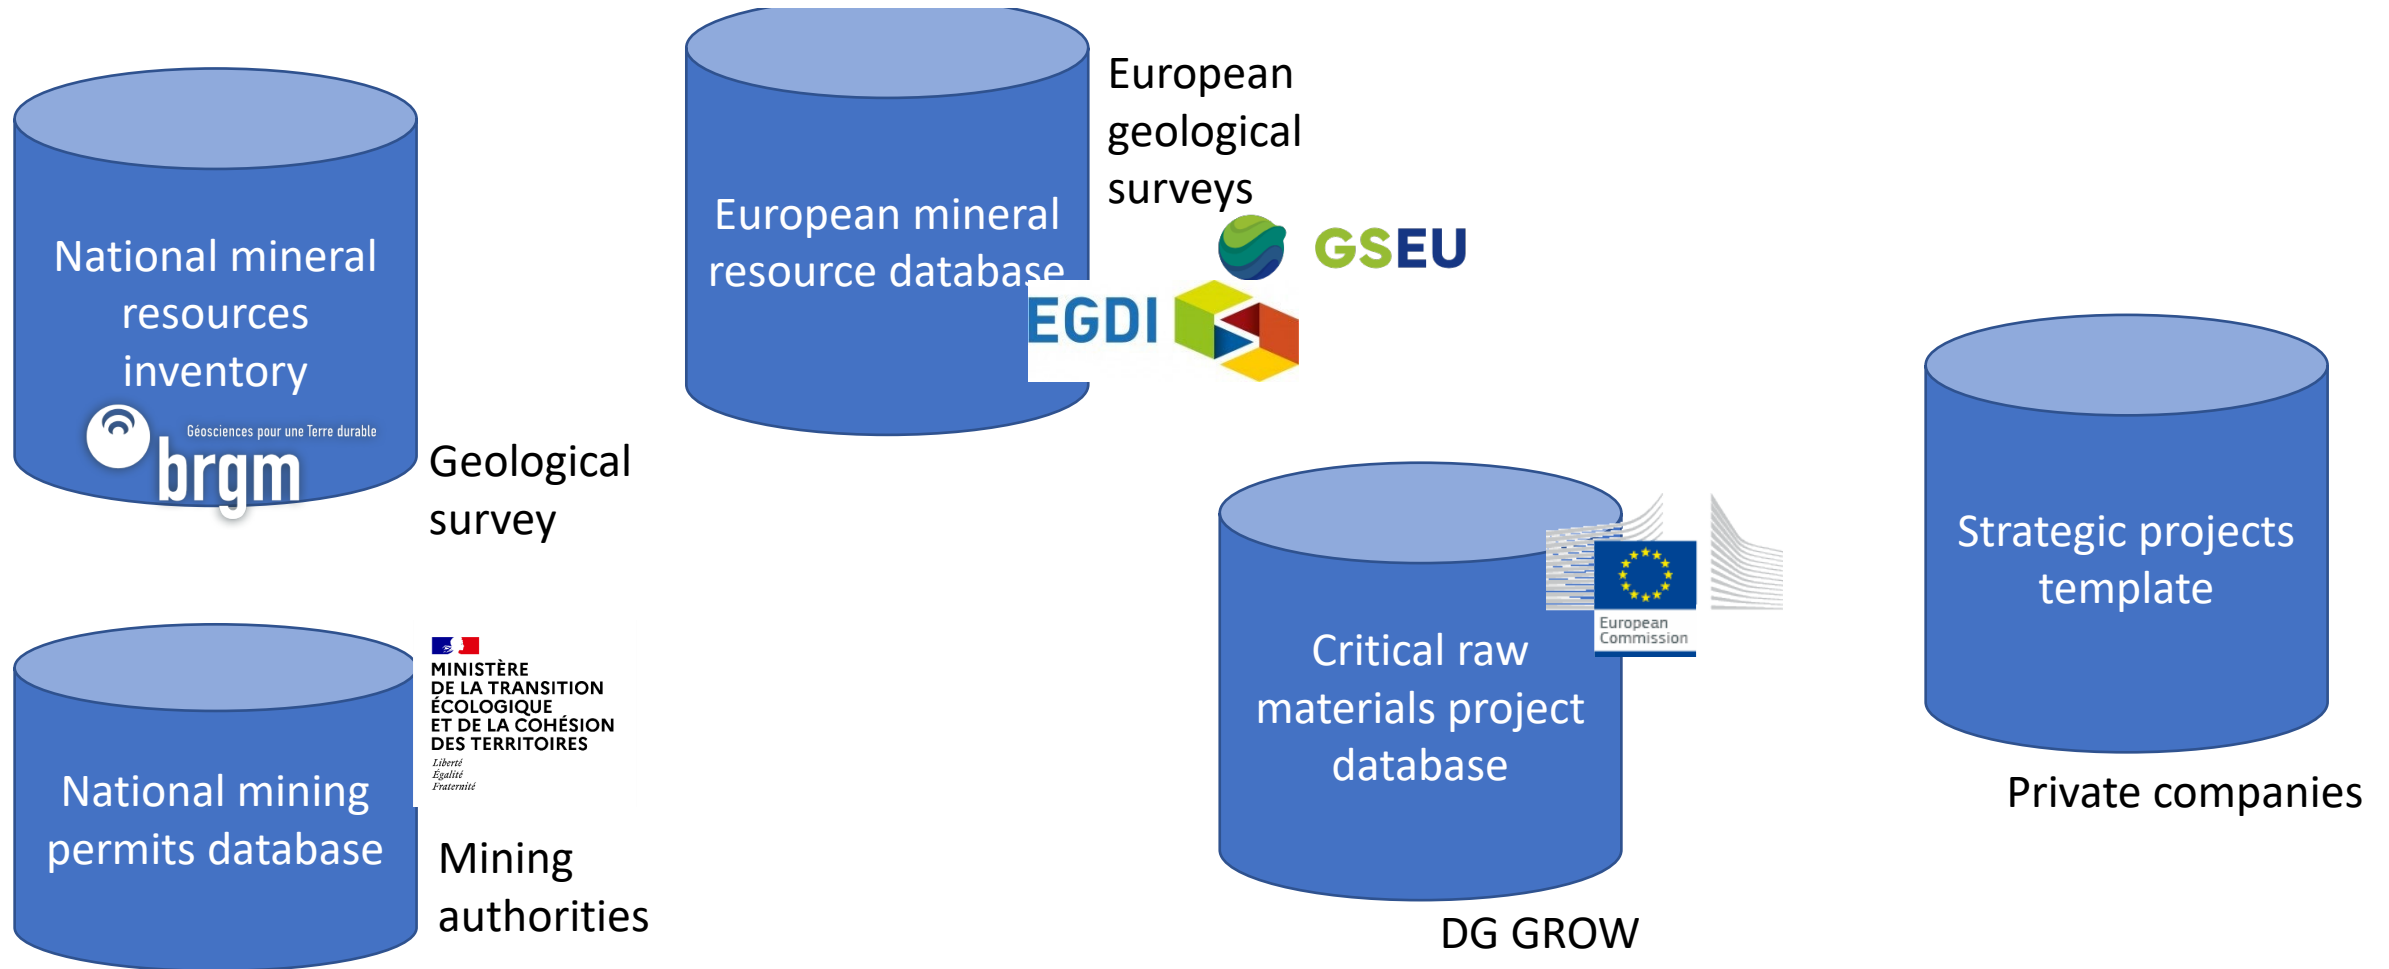 National mineral
resources
inventory
Géosciences pour une Terre durable
brgm
Geological
survey
European mineral
resource database
European
geological
surveys
GSEU
EGDI
National mining
permits database
MINISTÈRE
DE LA TRANSITION
ÉCOLOGIQUE
ET DE LA COHÉSION
DES TERRITOIRES
Liberté
Égalité
Fraternité
Mining
authorities
Critical raw
materials project
database
European
Commission
DG GROW
Strategic projects
template
Private companies